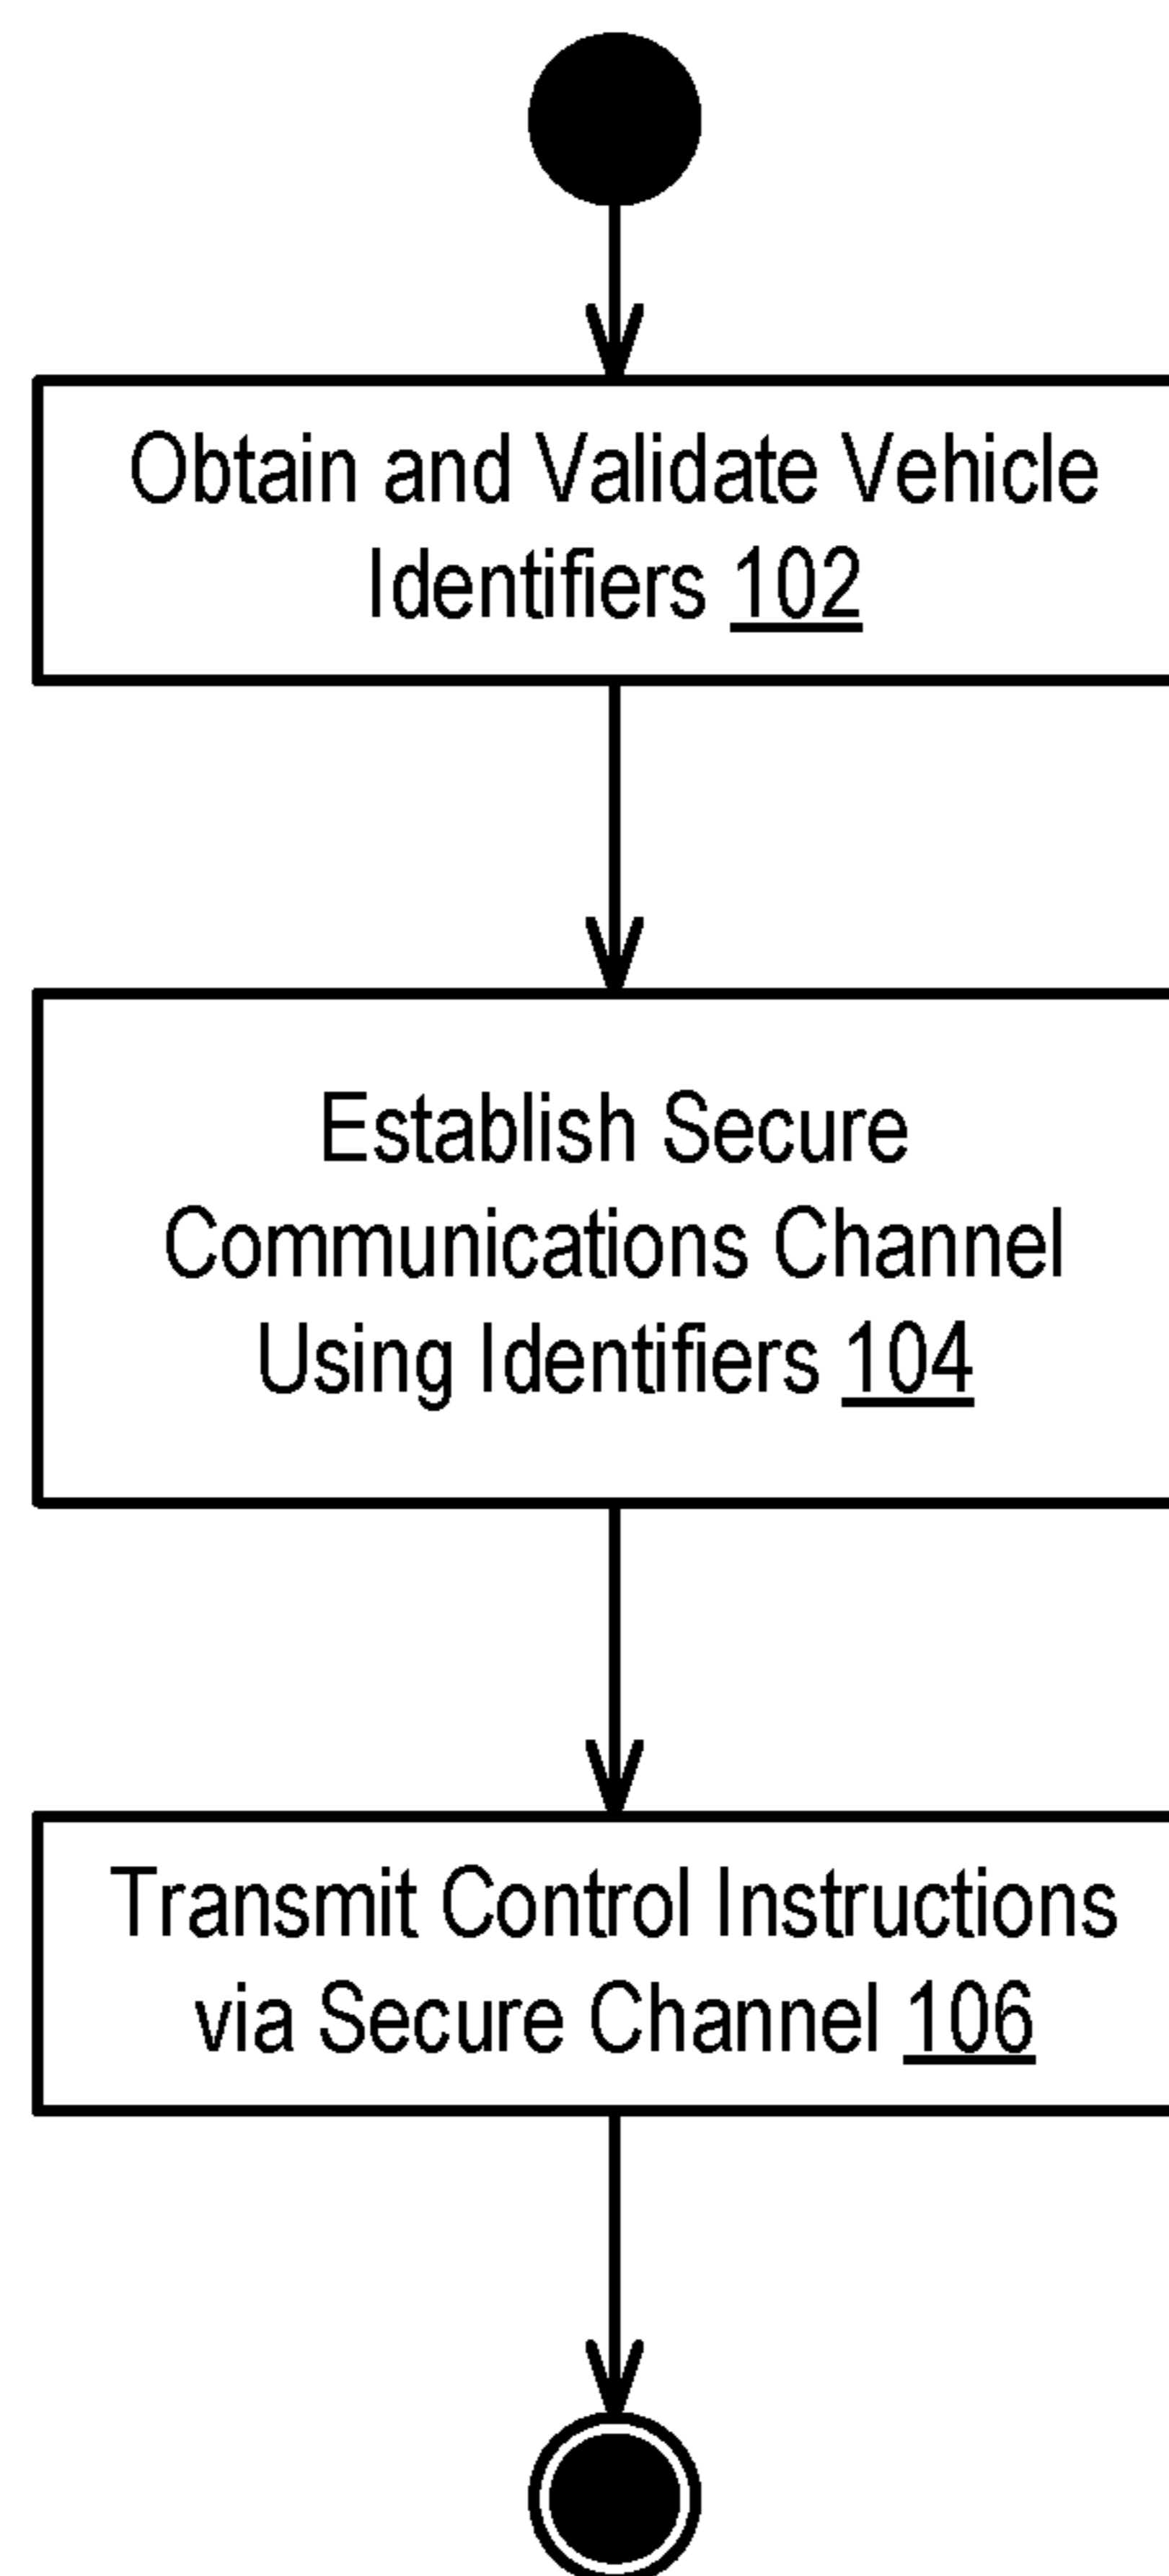 Obtain and Validate Vehicle
Identifiers 102
Establish Secure
Communications Channel
Using Identifiers 104
Transmit Control Instructions
via Secure Channel 106